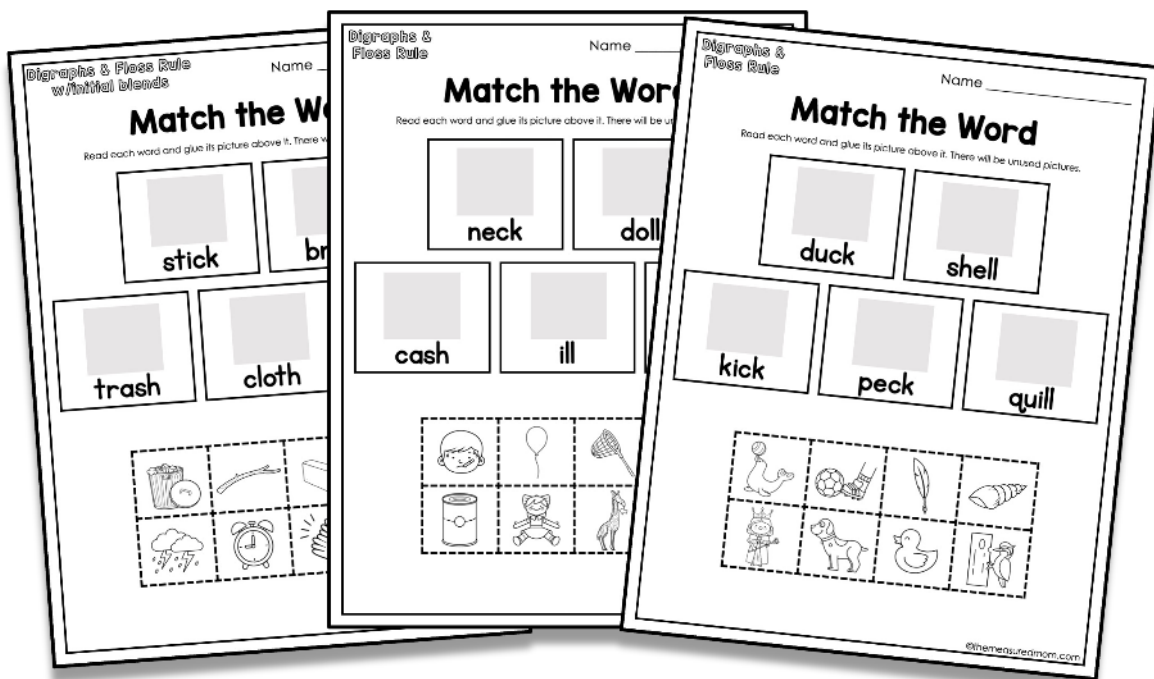 Digraphs & Floss Rule
w/initial blends
Name
Match the
Read each word and glue its picture above it. There
stick
trash
cloth
Digraphs &
Floss Rule
Name
Match the
Read each word and glue its picture above it. There will be
neck
doll
cash
ill
Digraphs &
Floss Rule
Name
Match the Word
Read each word and glue its picture above it. There will be unused pictures.
duck
shell
kick
peck
quill
©themeasuredmom.com